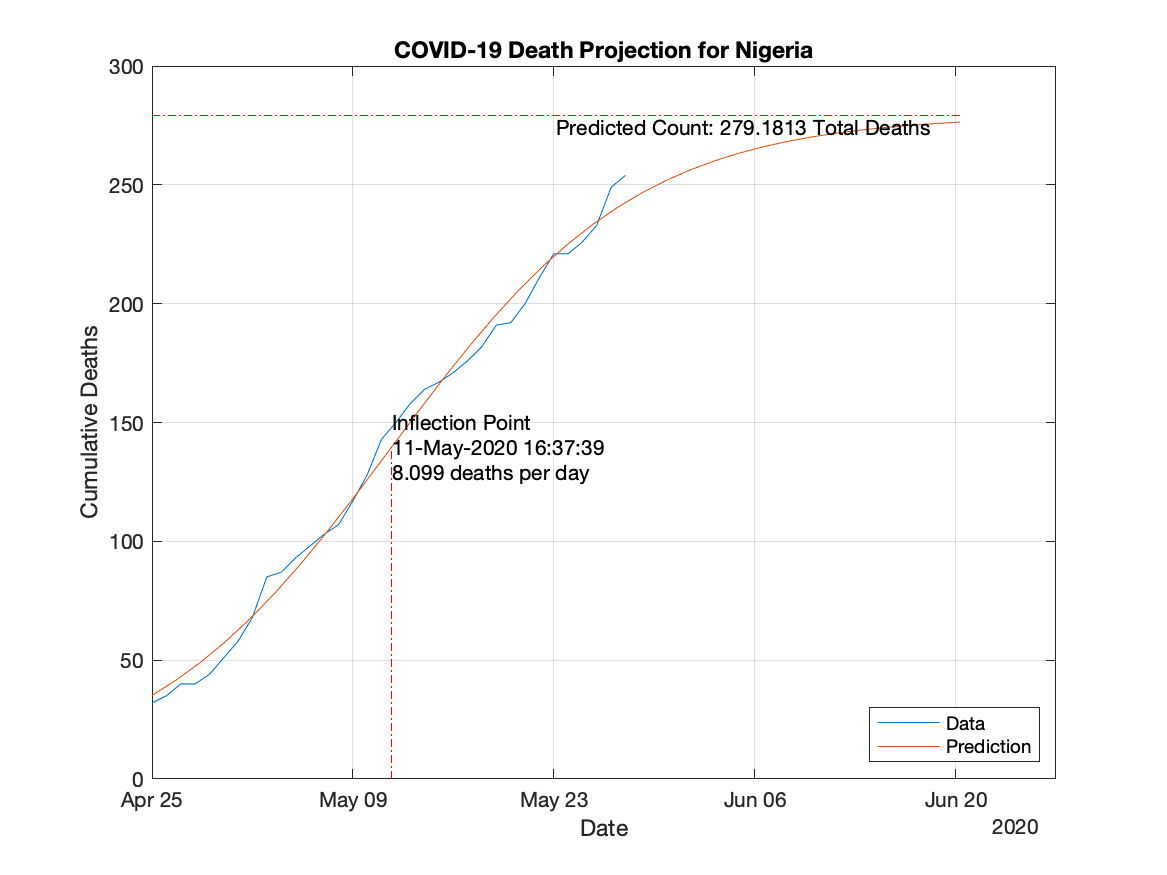 COVID-19 Death Projection for Nigeria
300
Predicted Count: 279.1813 Total Deaths
250
200
Cumulative Deaths
150
Inflection Point
11-May-2020 16:37:39
8.099 deaths per day
100
50
Data
Prediction
0
Apr 25 May 09 May 23 Jun 06 Jun 20
Date
2020